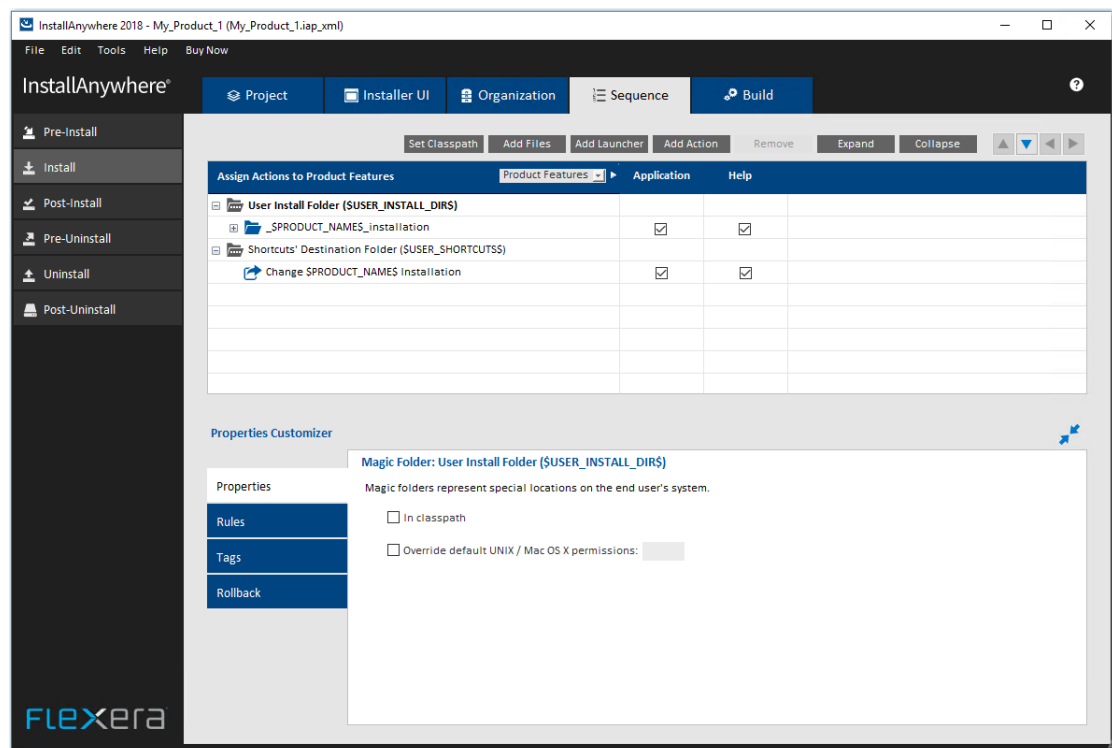 InstallAnywhere 2018 - My_Product_1 (My_Product_1.iap_xml)
File Edit Tools Help Buy Now
InstallAnywhere®
Project Installer UI Organization Sequence Build
Pre-Install
Install
Post-Install
Pre-Uninstall
Uninstall
Post-Uninstall
Set Classpath Add Files Add Launcher Add Action Remove Expand Collapse
Assign Actions to Product Features Product Features Application Help
User Install Folder ($USER_INSTALL_DIR$)
_$PRODUCT_NAME$_installation
Shortcuts' Destination Folder ($USER_SHORTCUTS$)
Change $PRODUCT_NAME$ Installation
Properties Customizer
Properties
Rules
Tags
Rollback
Magic Folder: User Install Folder ($USER_INSTALL_DIR$)
Magic folders represent special locations on the end user's system.
In classpath
Override default UNIX / Mac OS X permissions:
FLEXera